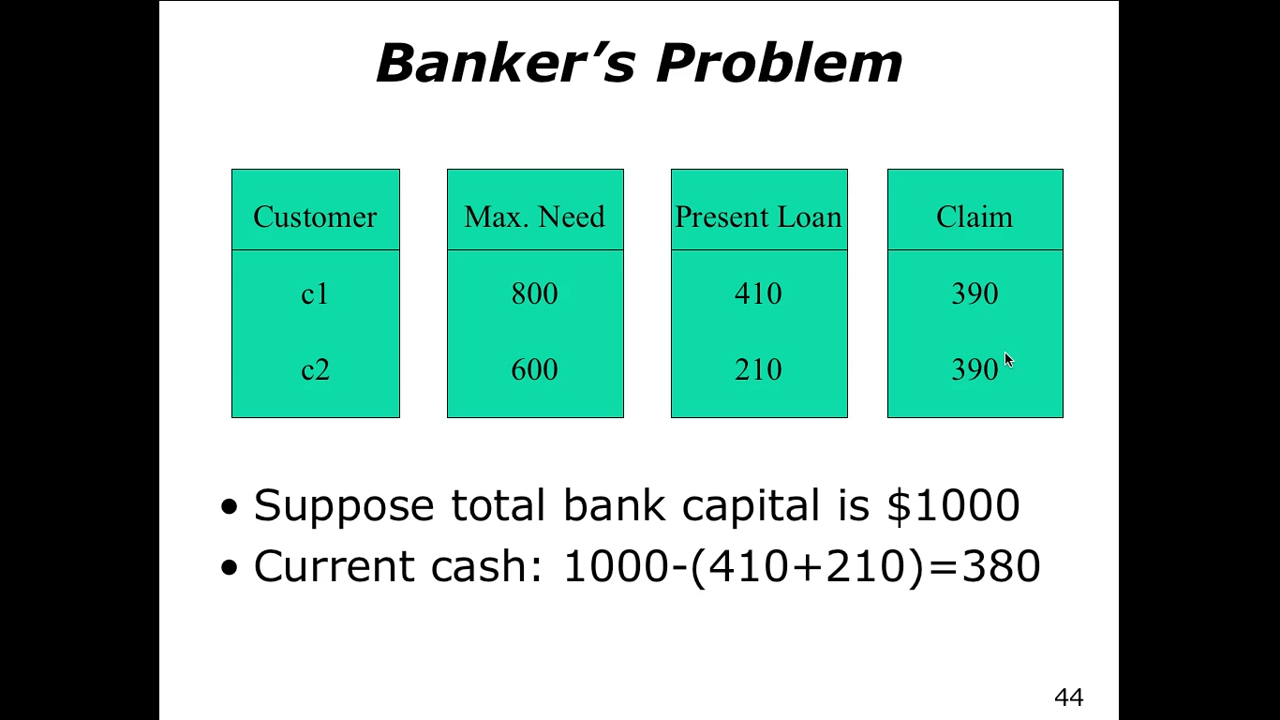 Banker’s Problem
Customer Max. Need Present Loan Claim
c1 800 410 390
c2 600 210 390
• Suppose total bank capital is $1000
• Current cash: 1000-(410+210)=380
44